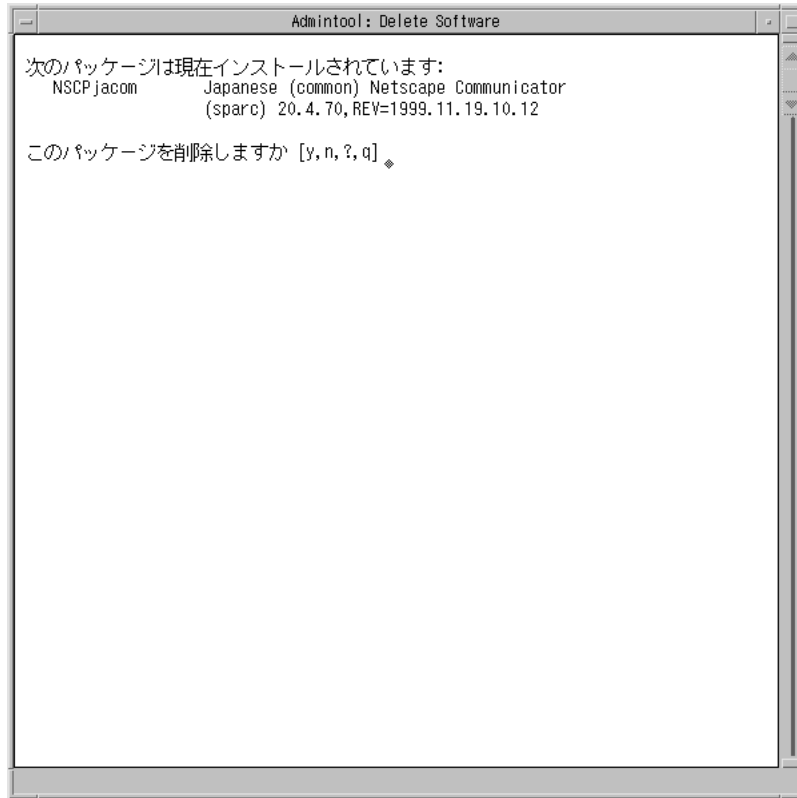 Admintool: Delete Software
次のパッケージは現在インストールされています:
NSCPjacom Japanese (common) Netscape Communicator
(sparc) 20.4.70,REV=1999.11.19.10.12
このパッケージを削除しますか [y,n,?,q]